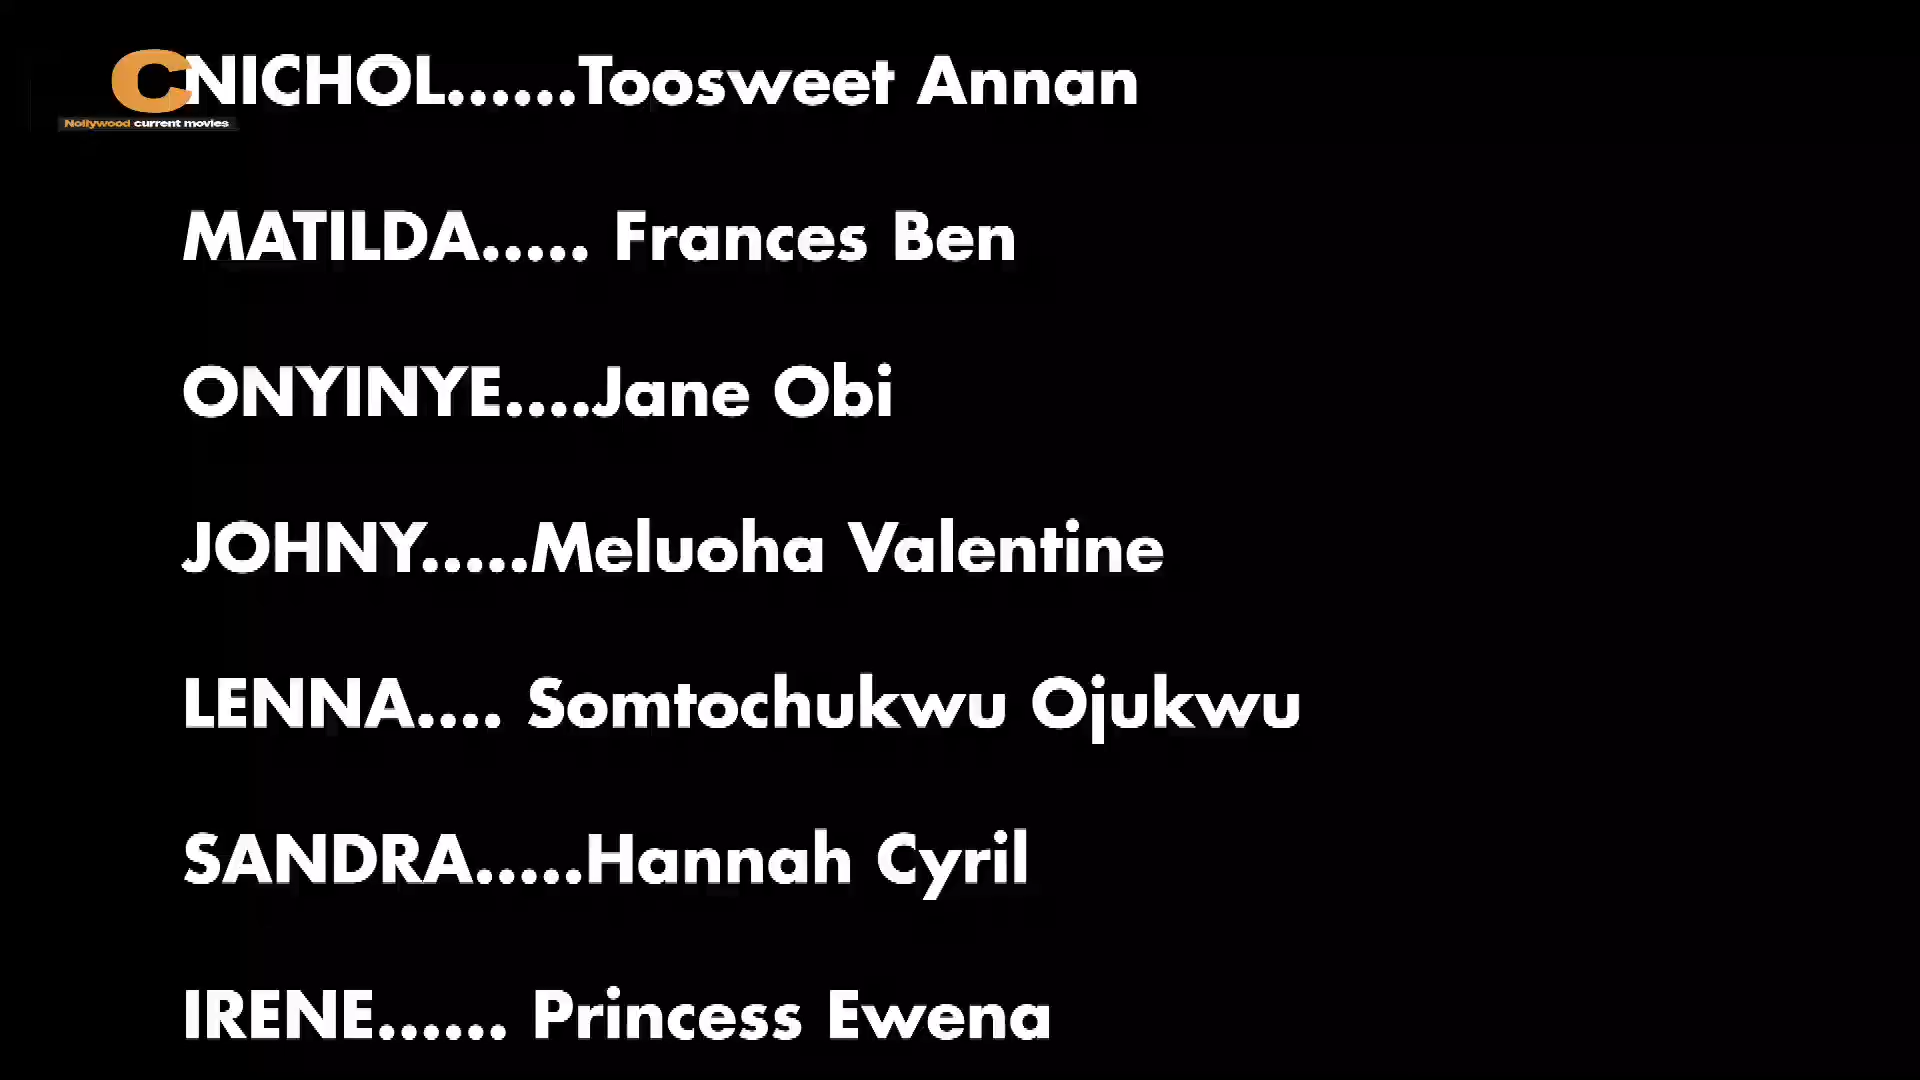 C
NICHOL......Toosweet Annan
Nollywood current movies
MATILDA..... Frances Ben
ONYINYE....Jane Obi
JOHNY.....Meluoha Valentine
LENNA.... Somtochukwu Ojukwu
SANDRA.....Hannah Cyril
IRENE...... Princess Ewena